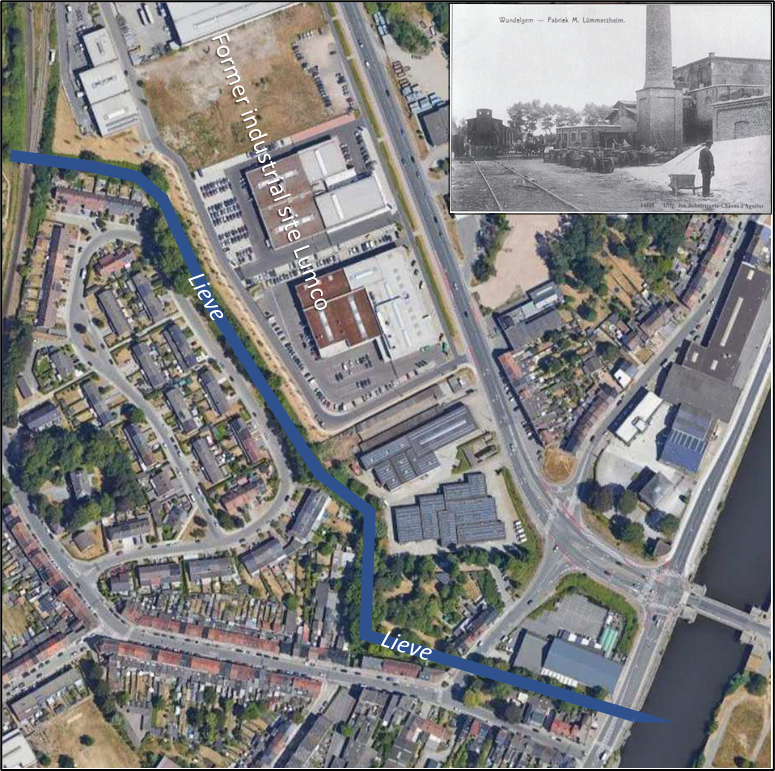 Wondelgem — Fabriek M. Lümmerzheim.
Former industrial site Lumco
Lieve
Lieve